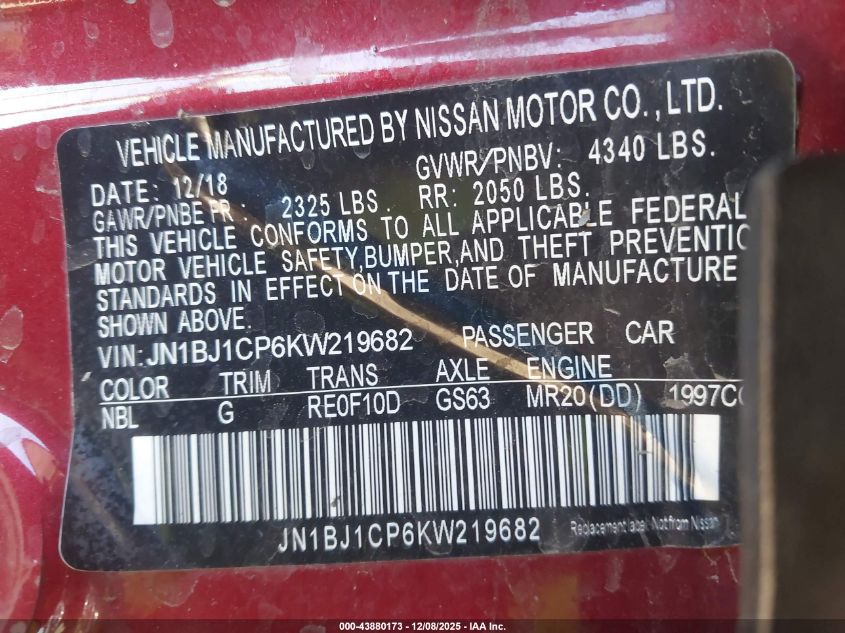 VEHICLE MANUFACTURED BY NISSAN MOTOR CO., LTD.
DATE: 12/18 GVWR/PNBV: 4340 LBS.
GAWR/PNBE FR: 2325 LBS. RR: 2050 LBS.
THIS VEHICLE CONFORMS TO ALL APPLICABLE FEDERAL
MOTOR VEHICLE SAFETY,BUMPER,AND THEFT PREVENTIO
STANDARDS IN EFFECT ON THE DATE OF MANUFACTURE
SHOWN ABOVE.
VIN:JN1BJ1CP6KW219682 PASSENGER CAR
COLOR TRIM TRANS AXLE ENGINE
NBL G RE0F10D GS63 MR20(DD) 1997C
JN1BJ1CP6KW219682 Replacement label - Not from Nissan
000-43880173 - 12/08/2025 - IAA Inc.